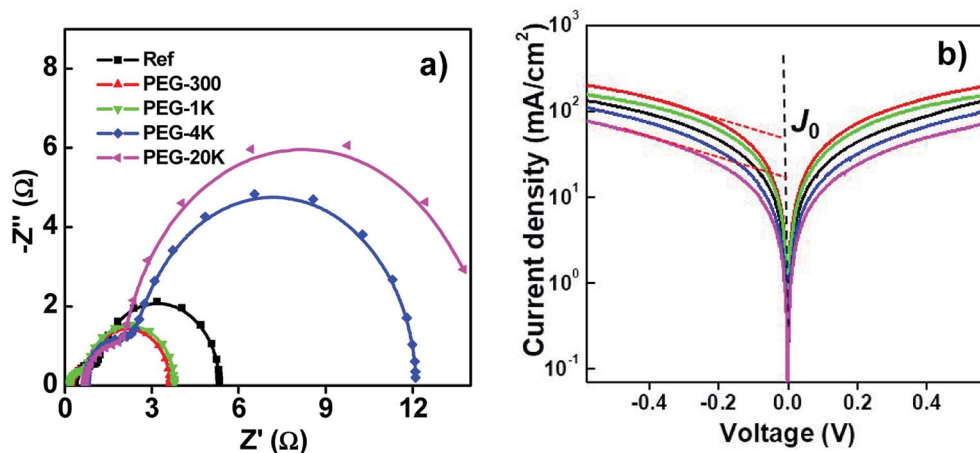 a)
Ref
PEG-300
PEG-1K
PEG-4K
PEG-20K
-Z'' (Ω)
8
6
4
2
0
0 3 6 9 12
Z' (Ω)
b)
J0
Current density (mA/cm²)
10³
10²
10¹
10⁰
10⁻¹
-0.4 -0.2 0.0 0.2 0.4
Voltage (V)